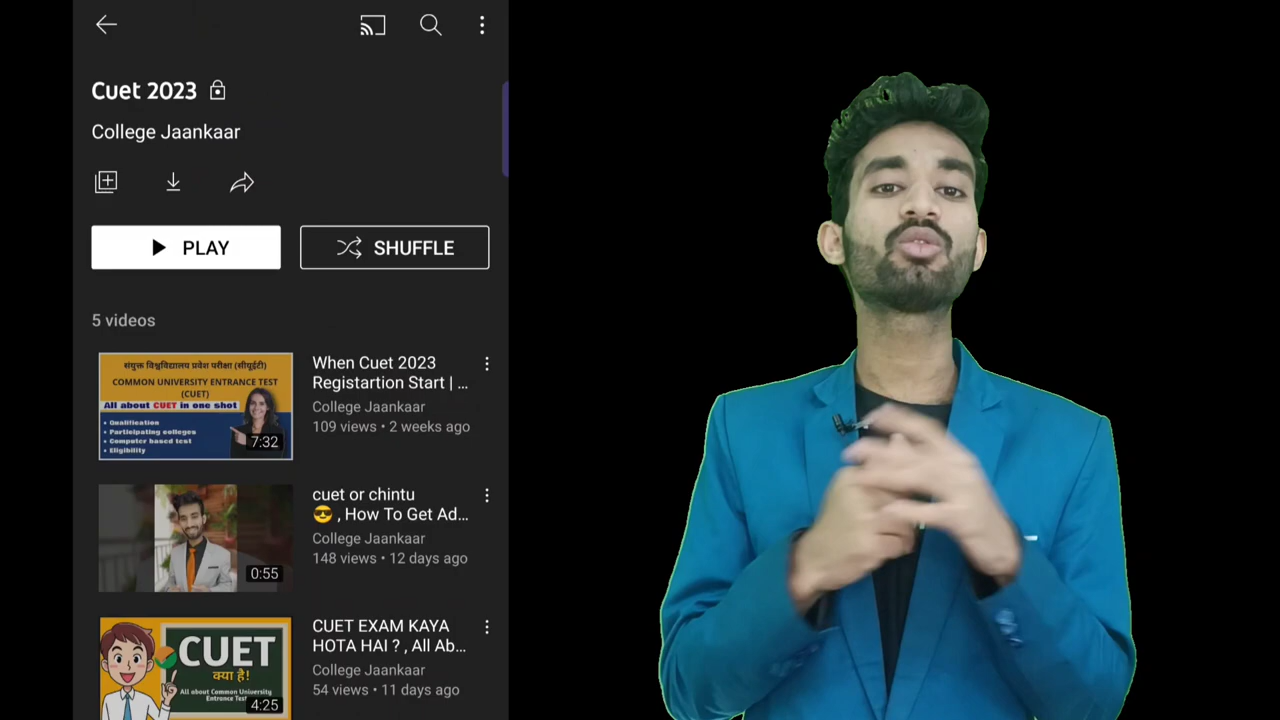 Cuet 2023
College Jaankaar
PLAY
SHUFFLE
5 videos
संयुक्त विश्वविद्यालय प्रवेश परीक्षा (सीयूईटी)
COMMON UNIVERSITY ENTRANCE TEST
(CUET)
All about CUET in one shot
• Qualification
• Participating colleges
• Computer based test
• Eligibility
7:32
When Cuet 2023
Registartion Start | ...
College Jaankaar
109 views • 2 weeks ago
0:55
cuet or chintu
😎 , How To Get Ad...
College Jaankaar
148 views • 12 days ago
CUET
क्या है!
All about Common University
Entrance Test
4:25
CUET EXAM KAYA
HOTA HAI ? , All Ab...
College Jaankaar
54 views • 11 days ago